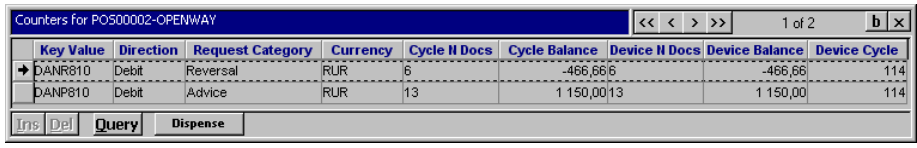 Counters for POS00002-OPENWAY << < > >> 1 of 2 b x
Key Value Direction Request Category Currency Cycle N Docs Cycle Balance Device N Docs Device Balance Device Cycle
DANR810 Debit Reversal RUR 6 -466,66 6 -466,66 114
DANP810 Debit Advice RUR 13 1 150,00 13 1 150,00 114
Ins Del Query Dispense